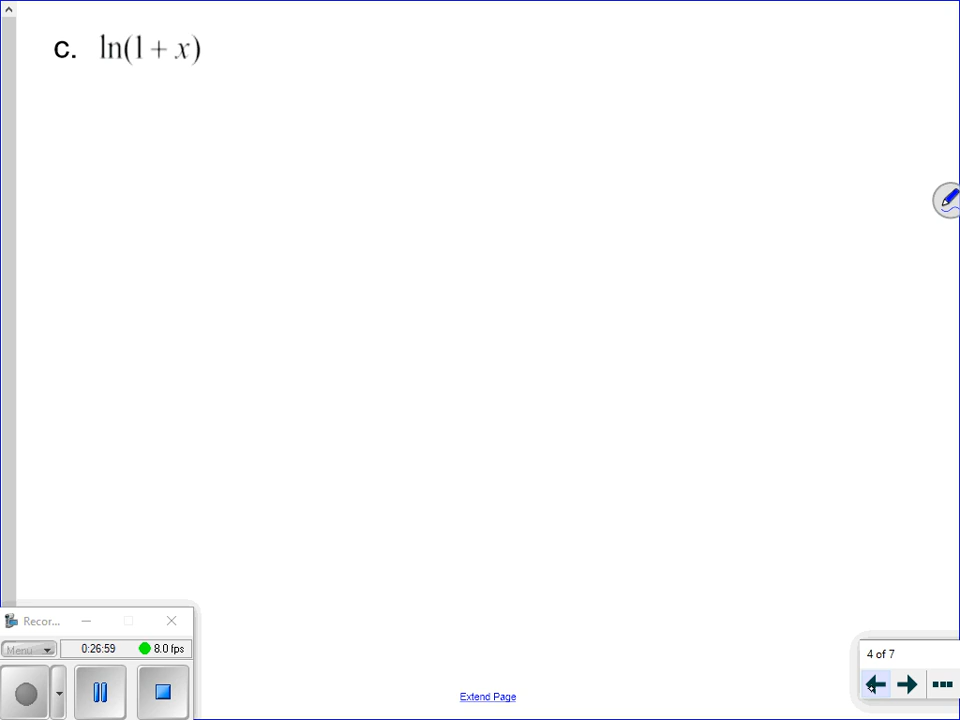 c. ln(1 + x)
Recor...
Menu
0:26:59
8.0 fps
4 of 7
Extend Page